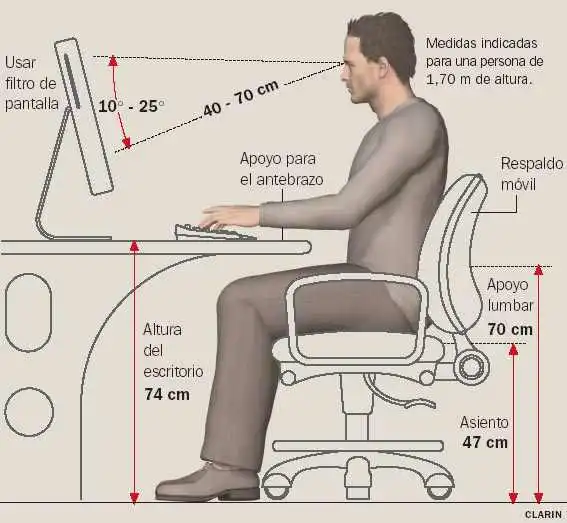 Usar
filtro de
pantalla
10° - 25°
40 - 70 cm
Medidas indicadas
para una persona de
1,70 m de altura.
Apoyo para
el antebrazo
Respaldo
móvil
Apoyo
lumbar
70 cm
Altura
del
escritorio
74 cm
Asiento
47 cm
CLARIN